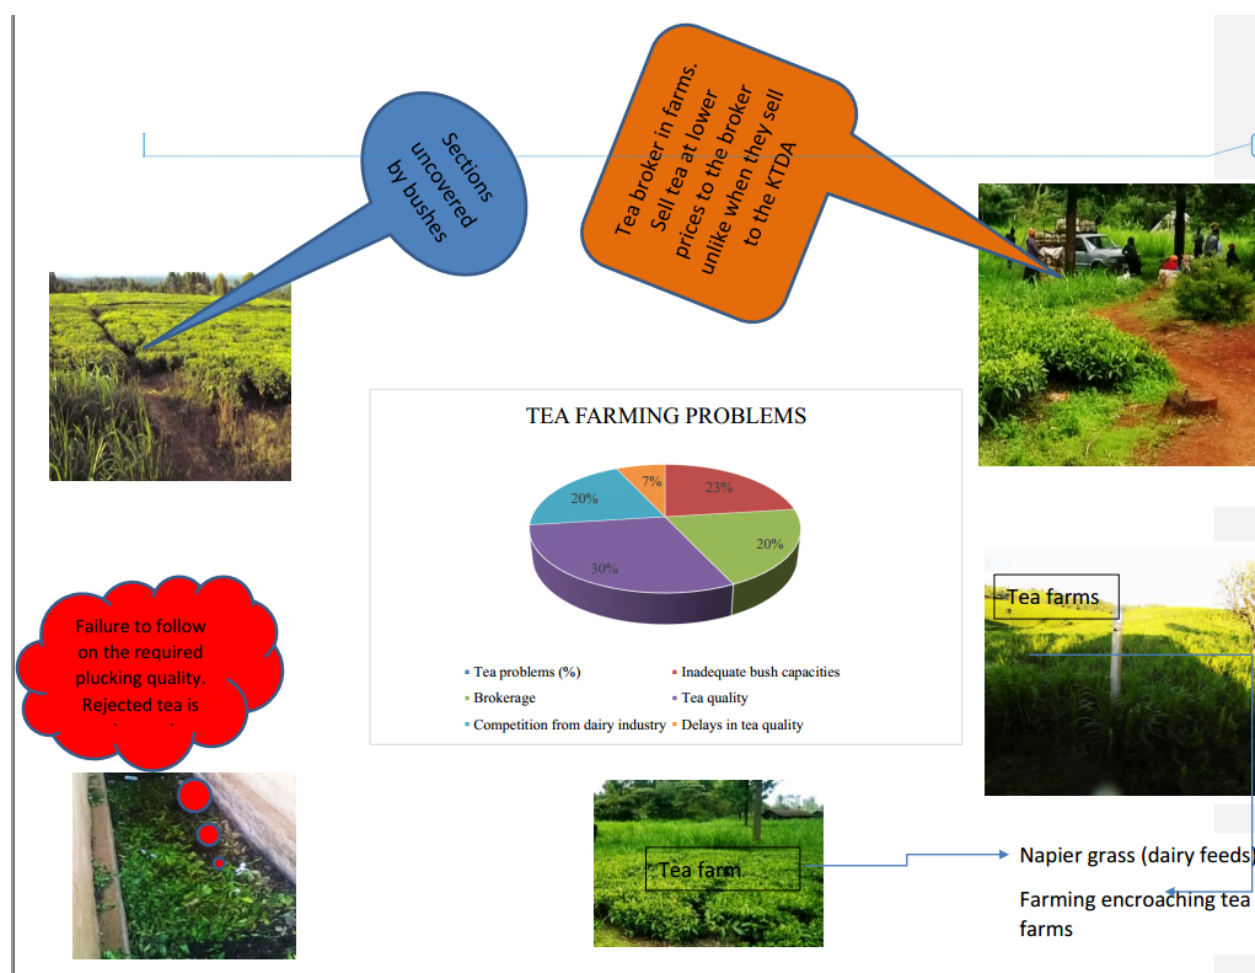 Sections
uncovered
by bushes
Tea broker in farms.
Sell tea at lower
prices to the broker
unlike when they sell
to the KTDA
TEA FARMING PROBLEMS
7%
23%
20%
20%
30%
Tea problems (%)
Inadequate bush capacities
Brokerage
Tea quality
Competition from dairy industry
Delays in tea quality
Tea farms
Failure to follow
on the required
plucking quality.
Rejected tea is
Tea farm
Napier grass (dairy feeds)
Farming encroaching tea
farms